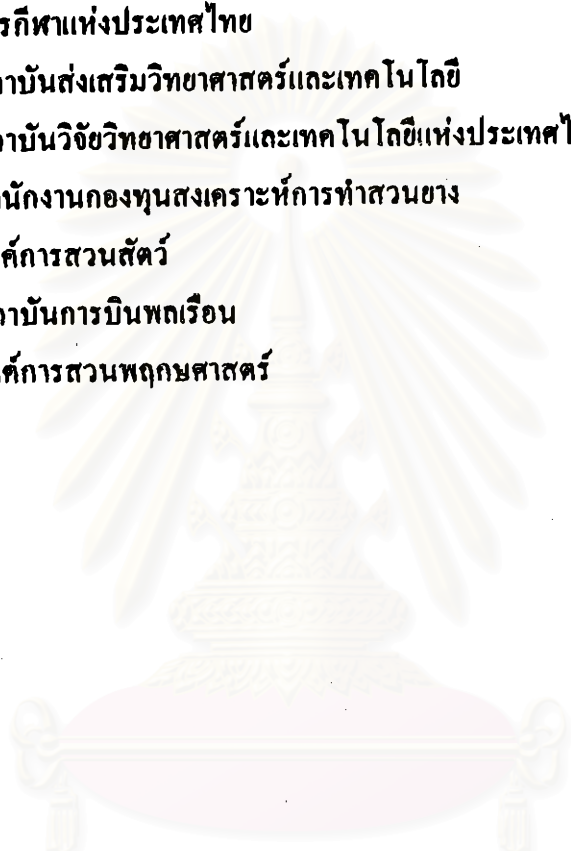 รกีฬาแห่งประเทศไทย
าบันส่งเสริมวิทยาศาสตร์และเทคโนโลยี
าบันวิจัยวิทยาศาสตร์และเทคโนโลยีแห่งประเทศไ
นักงานกองทุนสงเคราะห์การทำสวนยาง
ค์การสวนสัตว์
าบันการบินพลเรือน
ค์การสวนพฤกษศาสตร์